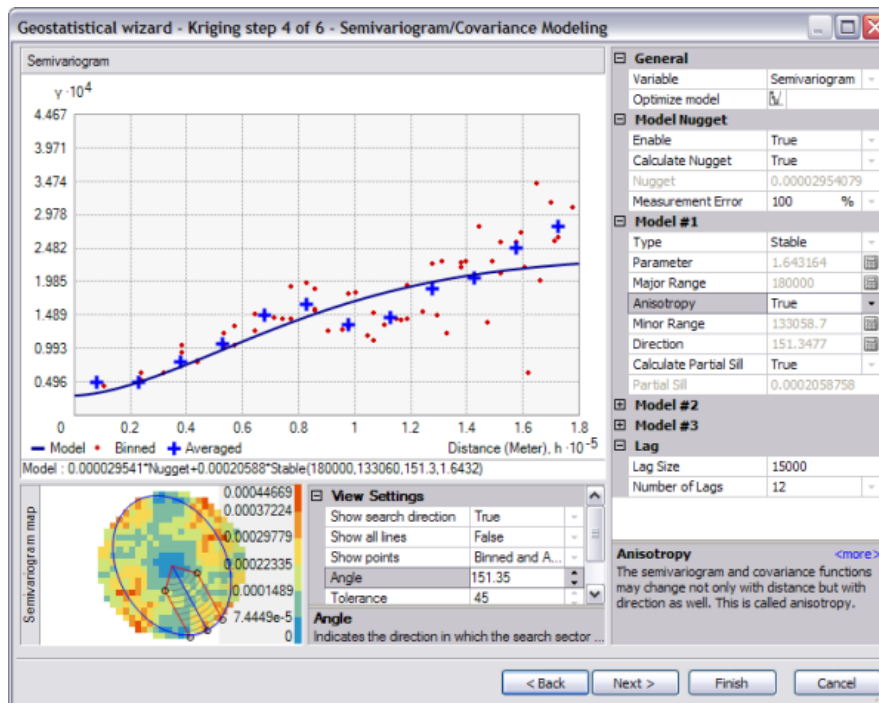 Geostatistical wizard - Kriging step 4 of 6 - Semivariogram/Covariance Modeling
Semivariogram
γ ·10⁴
4.467
3.971
3.474
2.978
2.482
1.985
1.489
0.993
0.496
0 0.2 0.4 0.6 0.8 1 1.2 1.4 1.6 1.8
Model Binned Averaged Distance (Meter), h ·10⁻⁵
Model : 0.000029541*Nugget+0.00020588*Stable(180000,133060,151.3,1.6432)
General
Variable Semivariogram
Optimize model
Model Nugget
Enable True
Calculate Nugget True
Nugget 0.00002954079
Measurement Error 100 %
Model #1
Type Stable
Parameter 1.643164
Major Range 180000
Anisotropy True
Minor Range 133058.7
Direction 151.3477
Calculate Partial Sill True
Partial Sill 0.0002058758
Model #2
Model #3
Lag
Lag Size 15000
Number of Lags 12
Semivariogram map
0.00044669
0.00037224
0.00029779
0.00022335
0.0001489
7.4449e-5
0
View Settings
Show search direction True
Show all lines False
Show points Binned and A...
Angle 151.35
Tolerance 45
Angle
Indicates the direction in which the search sector ...
Anisotropy <more>
The semivariogram and covariance functions
may change not only with distance but with
direction as well. This is called anisotropy.
< Back Next > Finish Cancel